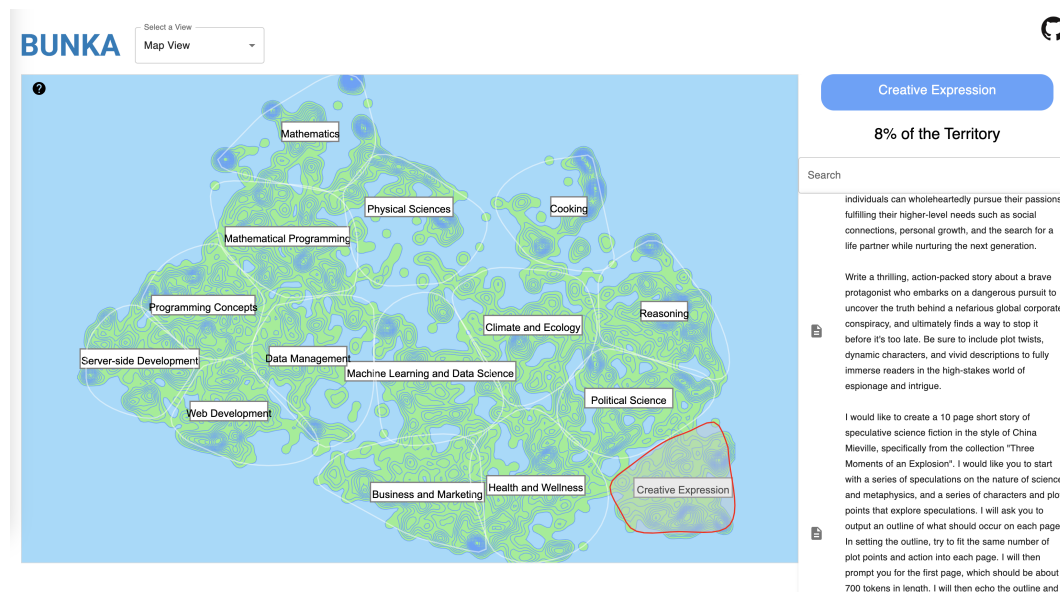 BUNKA
Select a View
Map View
?
Mathematics
Physical Sciences
Cooking
Mathematical Programming
Programming Concepts
Reasoning
Climate and Ecology
Server-side Development
Data Management
Machine Learning and Data Science
Political Science
Web Development
Business and Marketing
Health and Wellness
Creative Expression
Creative Expression
8% of the Territory
Search
individuals can wholeheartedly pursue their passions
fulfilling their higher-level needs such as social
connections, personal growth, and the search for a
life partner while nurturing the next generation.
Write a thrilling, action-packed story about a brave
protagonist who embarks on a dangerous pursuit to
uncover the truth behind a nefarious global corporate
conspiracy, and ultimately finds a way to stop it
before it's too late. Be sure to include plot twists,
dynamic characters, and vivid descriptions to fully
immerse readers in the high-stakes world of
espionage and intrigue.
I would like to create a 10 page short story of
speculative science fiction in the style of China
Mieville, specifically from the collection "Three
Moments of an Explosion". I would like you to start
with a series of speculations on the nature of science
and metaphysics, and a series of characters and plo
points that explore speculations. I will ask you to
output an outline of what should occur on each page
In setting the outline, try to fit the same number of
plot points and action into each page. I will then
prompt you for the first page, which should be about
700 tokens in length. I will then echo the outline and